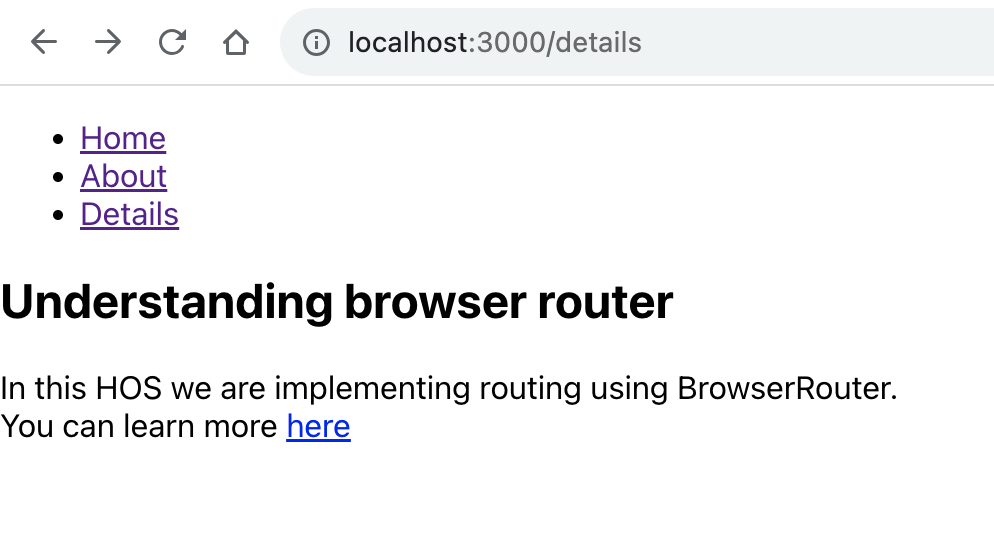 localhost:3000/details
Home
About
Details
Understanding browser router
In this HOS we are implementing routing using BrowserRouter.
You can learn more here